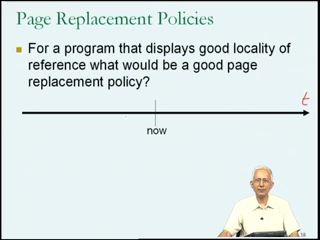 Page Replacement Policies
For a program that displays good locality of
reference what would be a good page
replacement policy?
t
now